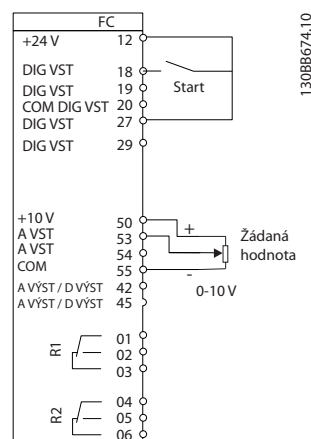 FC
+24 V 12
DIG VST 18
DIG VST 19
COM DIG VST 20
DIG VST 27
DIG VST 29
Start
+10 V 50
A VST 53
A VST 54
COM 55
A VÝST / D VÝST 42
A VÝST / D VÝST 45
+
-
Žádaná
hodnota
0-10 V
R1
01
02
03
R2
04
05
06
130BB674.10